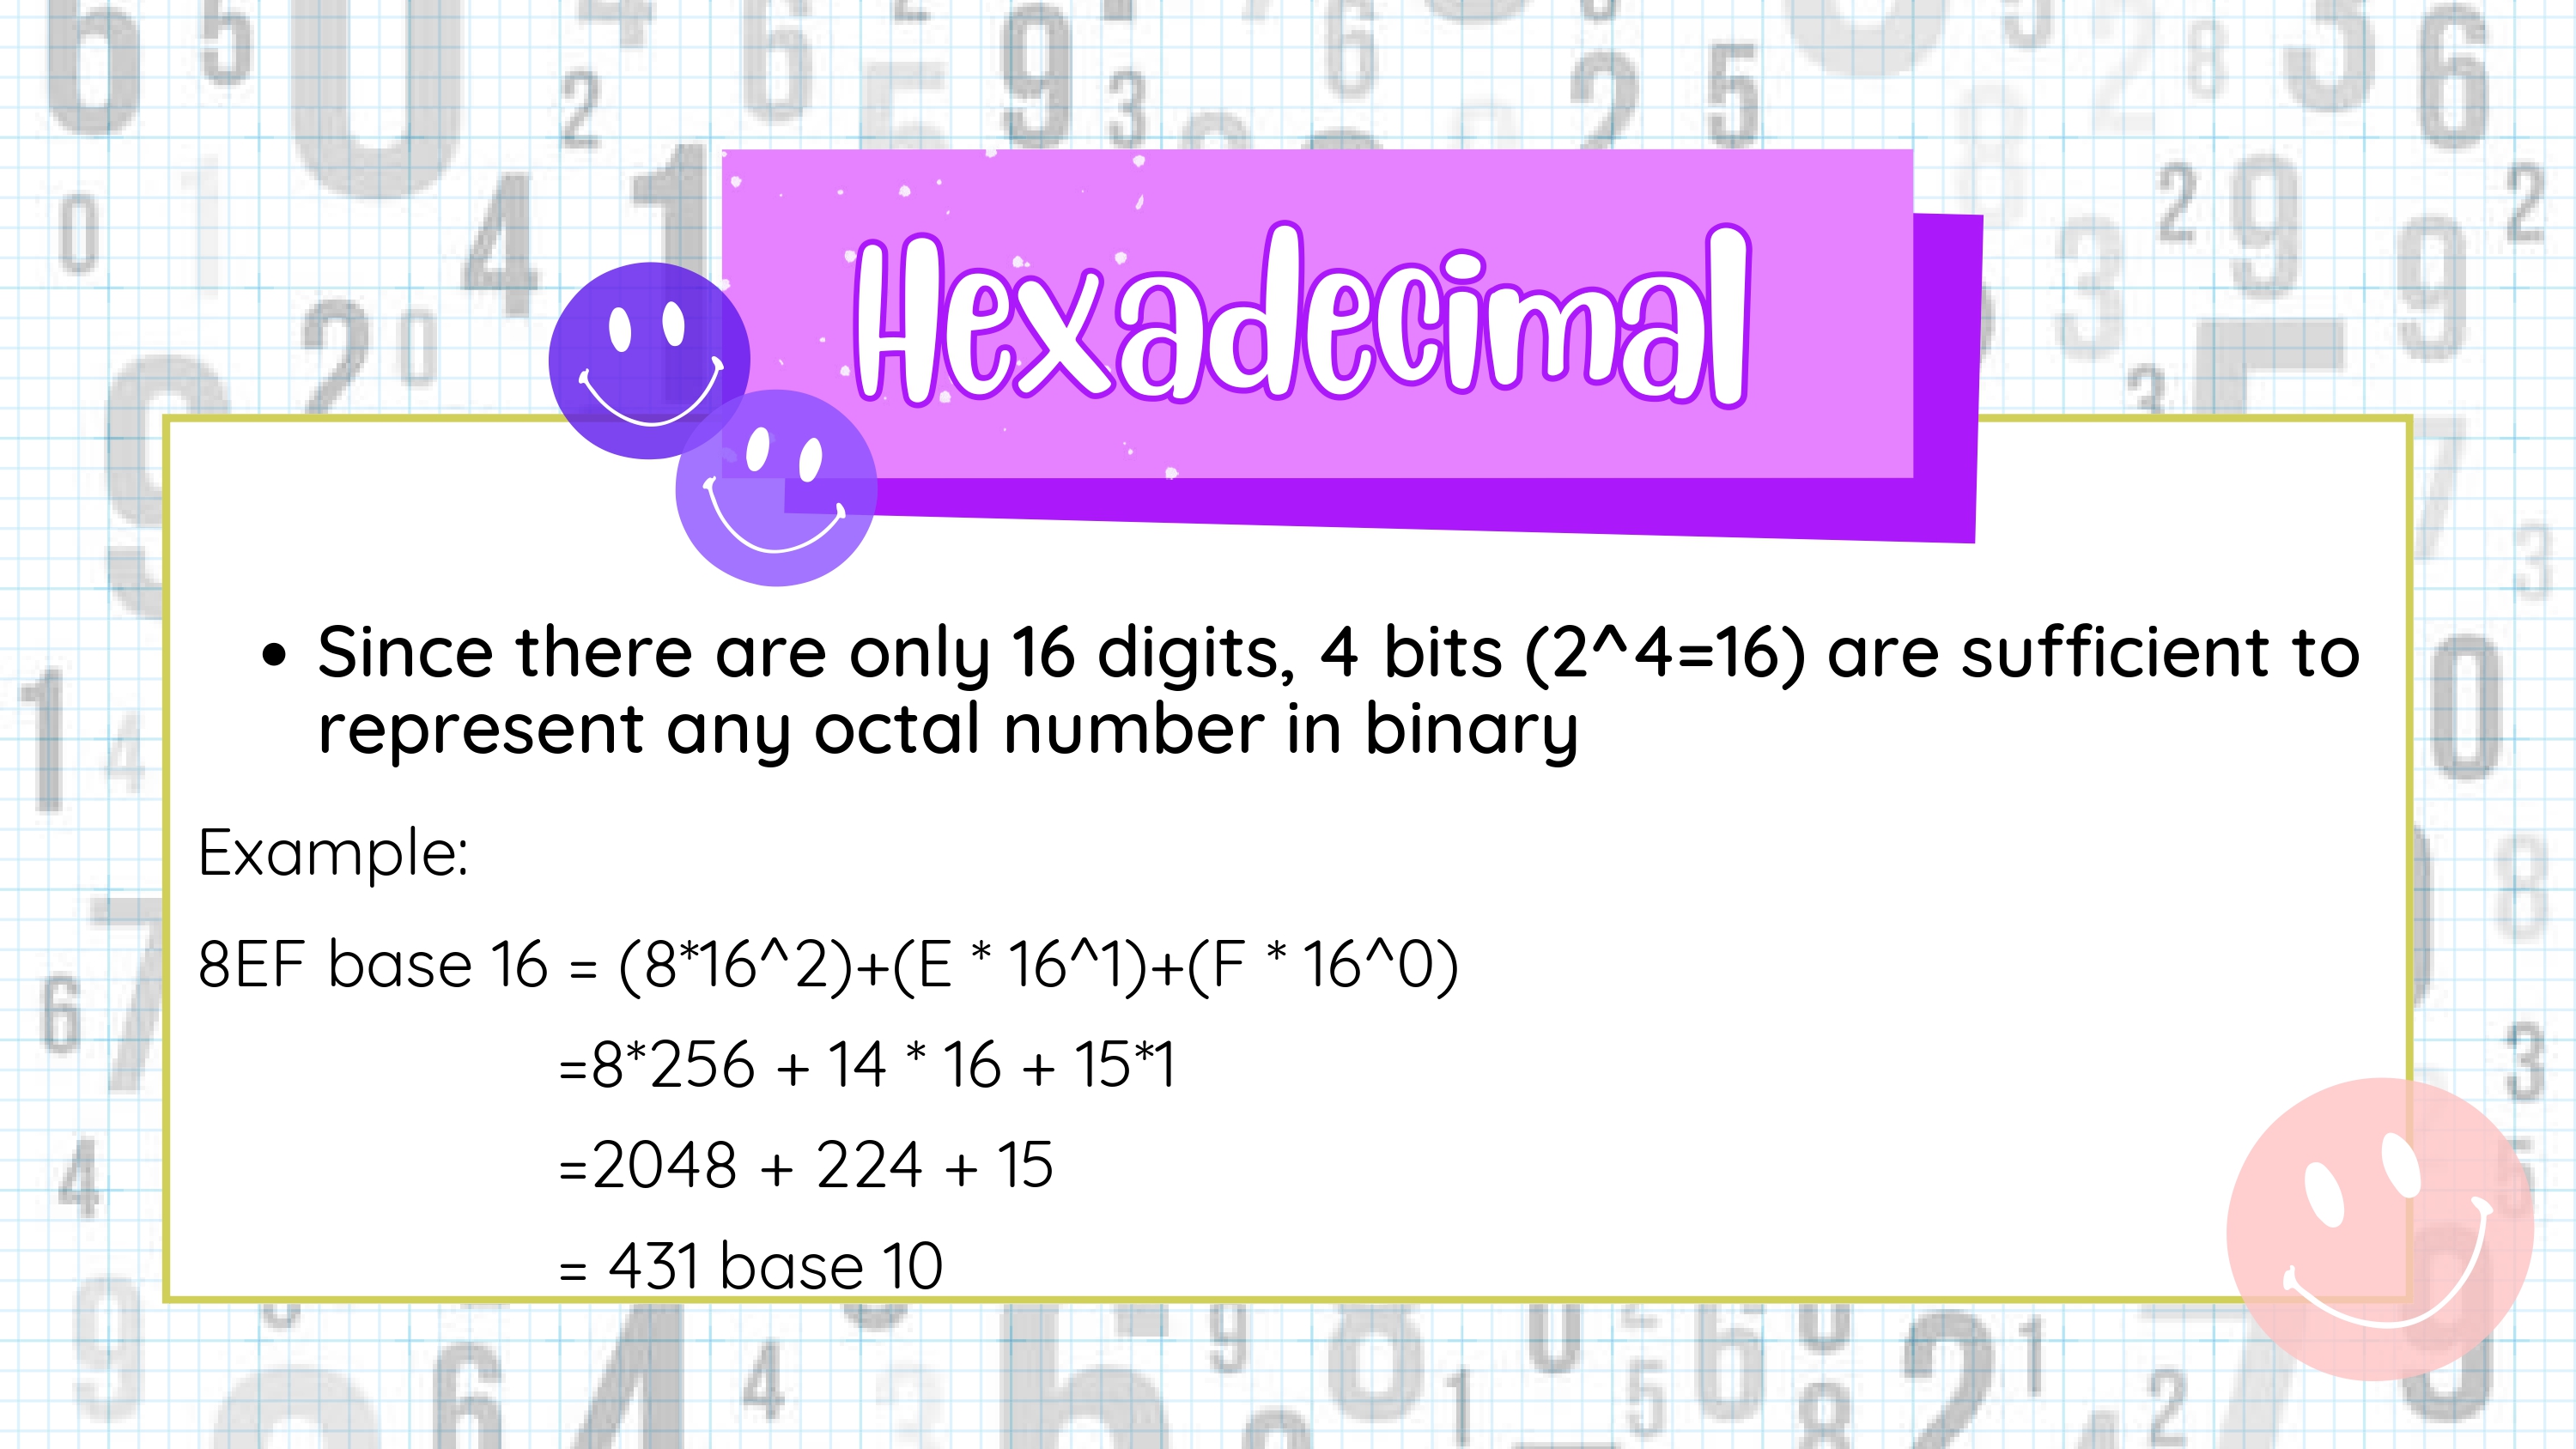 Hexadecimal
• Since there are only 16 digits, 4 bits (2^4=16) are sufficient to
represent any octal number in binary
Example:
8EF base 16 = (8*16^2)+(E * 16^1)+(F * 16^0)
=8*256 + 14 * 16 + 15*1
=2048 + 224 + 15
= 431 base 10